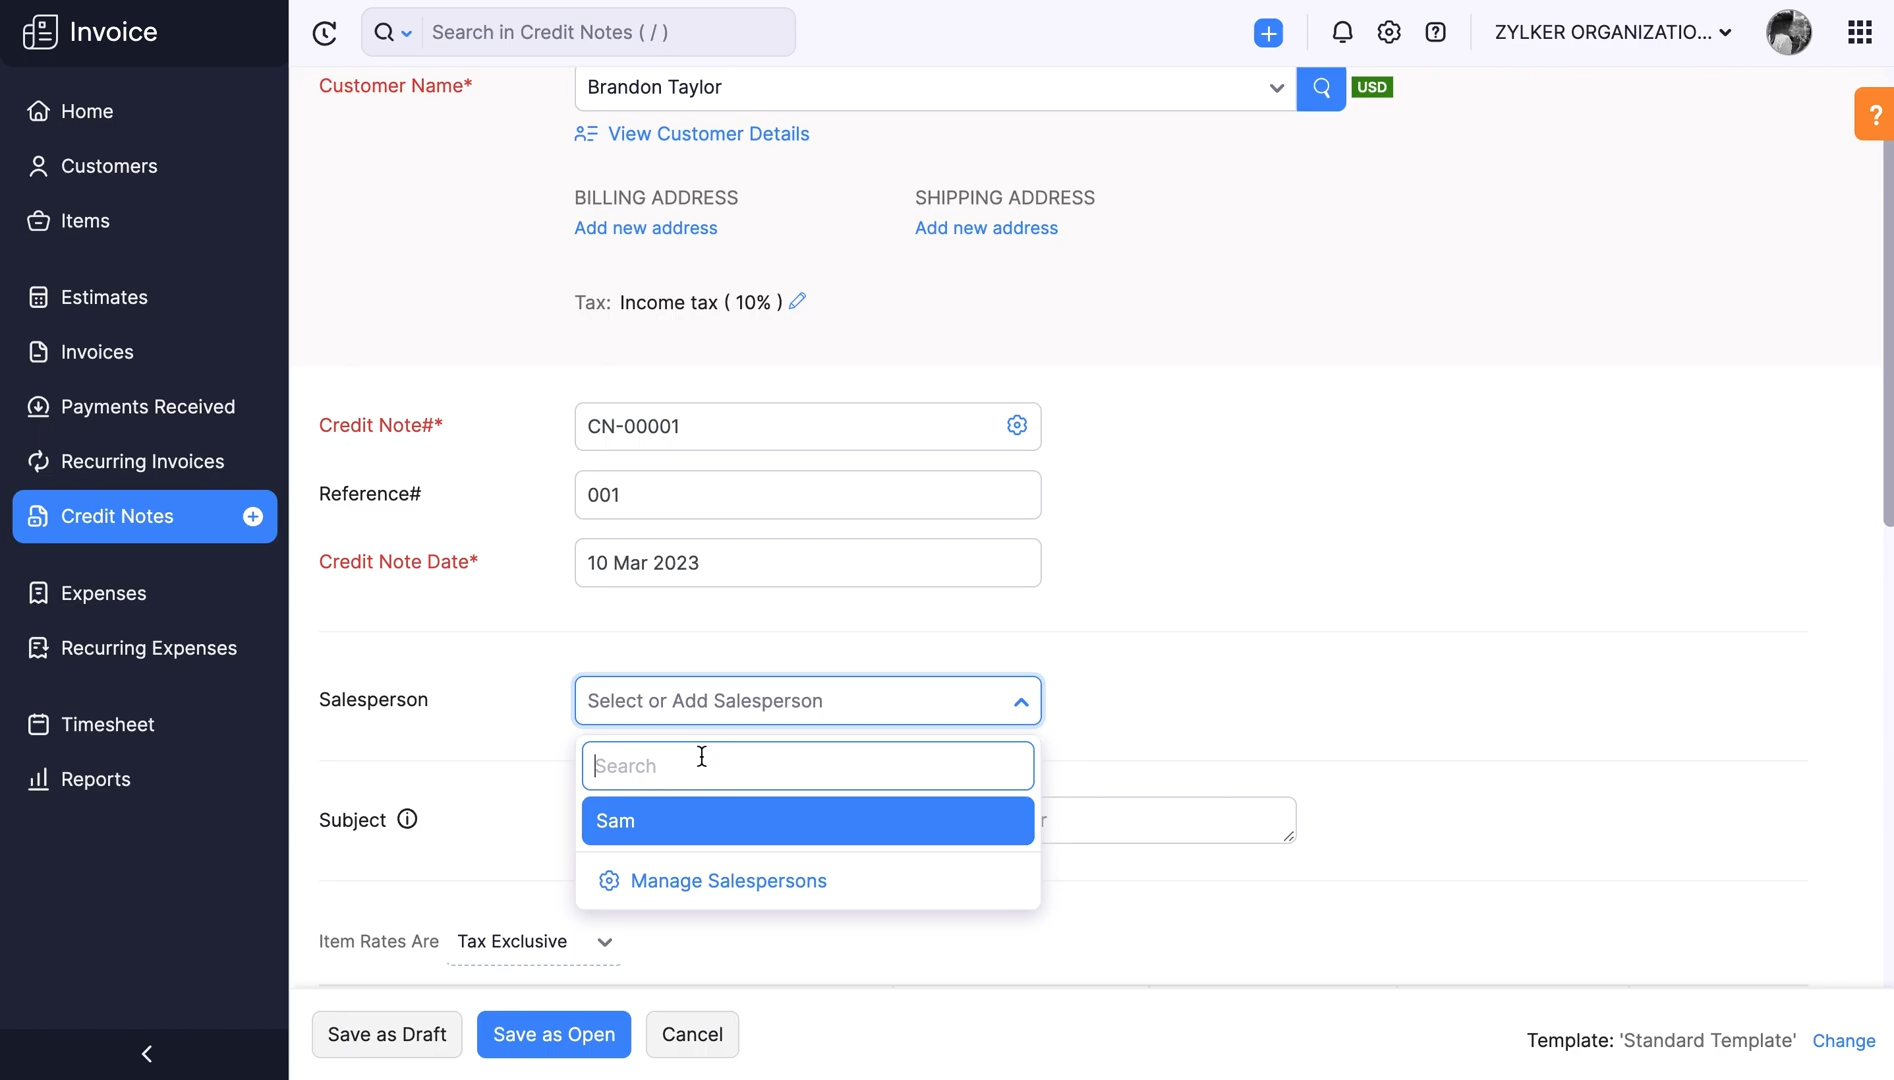 Invoice
Search in Credit Notes ( / )
ZYLKER ORGANIZATIO...
Home
Customers
Items
Estimates
Invoices
Payments Received
Recurring Invoices
Credit Notes
Expenses
Recurring Expenses
Timesheet
Reports
Customer Name*
Brandon Taylor
USD
?
View Customer Details
BILLING ADDRESS
SHIPPING ADDRESS
Add new address
Add new address
Tax: Income tax ( 10% )
Credit Note#*
CN-00001
Reference#
001
Credit Note Date*
10 Mar 2023
Salesperson
Select or Add Salesperson
Search
Sam
Manage Salespersons
Subject
Item Rates Are Tax Exclusive
Save as Draft
Save as Open
Cancel
Template: 'Standard Template' Change